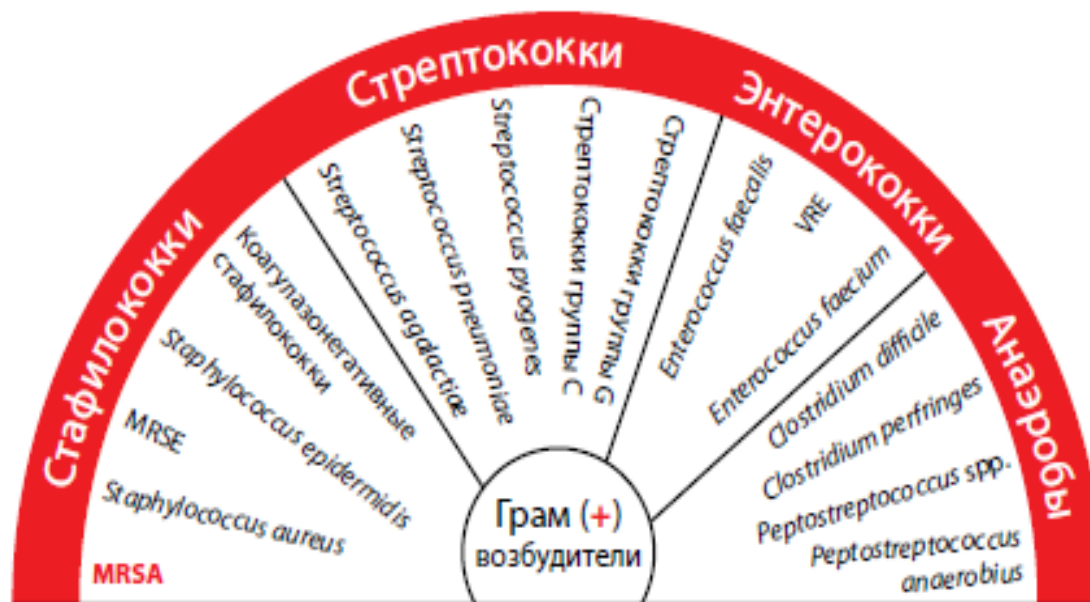 Стафилококки
Стрептококки
Энтерококки
Анаэробы
MRSA
Staphylococcus aureus
MRSE
Staphylococcus epidermidis
Коагулазонегативные
стафилококки
Streptococcus agalactiae
Streptococcus pneumoniae
Streptococcus pyogenes
Стрептококки группы C
Стрептококки группы G
Enterococcus faecalis
VRE
Enterococcus faecium
Clostridium difficile
Clostridium perfringes
Peptostreptococcus spp.
Peptostreptococcus
anaerobius
Грам (+)
возбудители